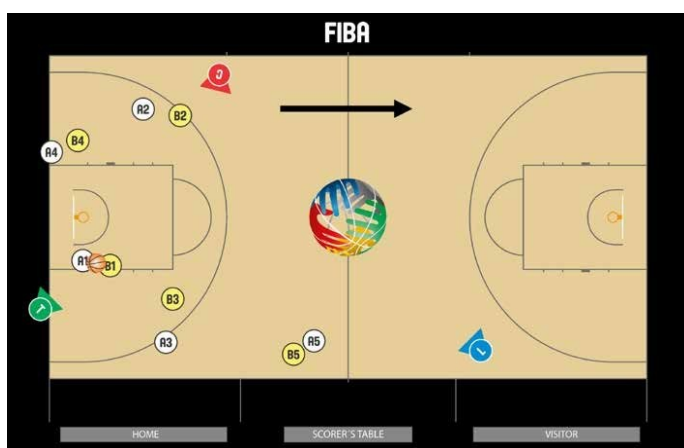 FIBA
C
A2
B2
B4
A4
A1
B1
T
B3
A3
A5
B5
L
HOME
SCORER'S TABLE
VISITOR